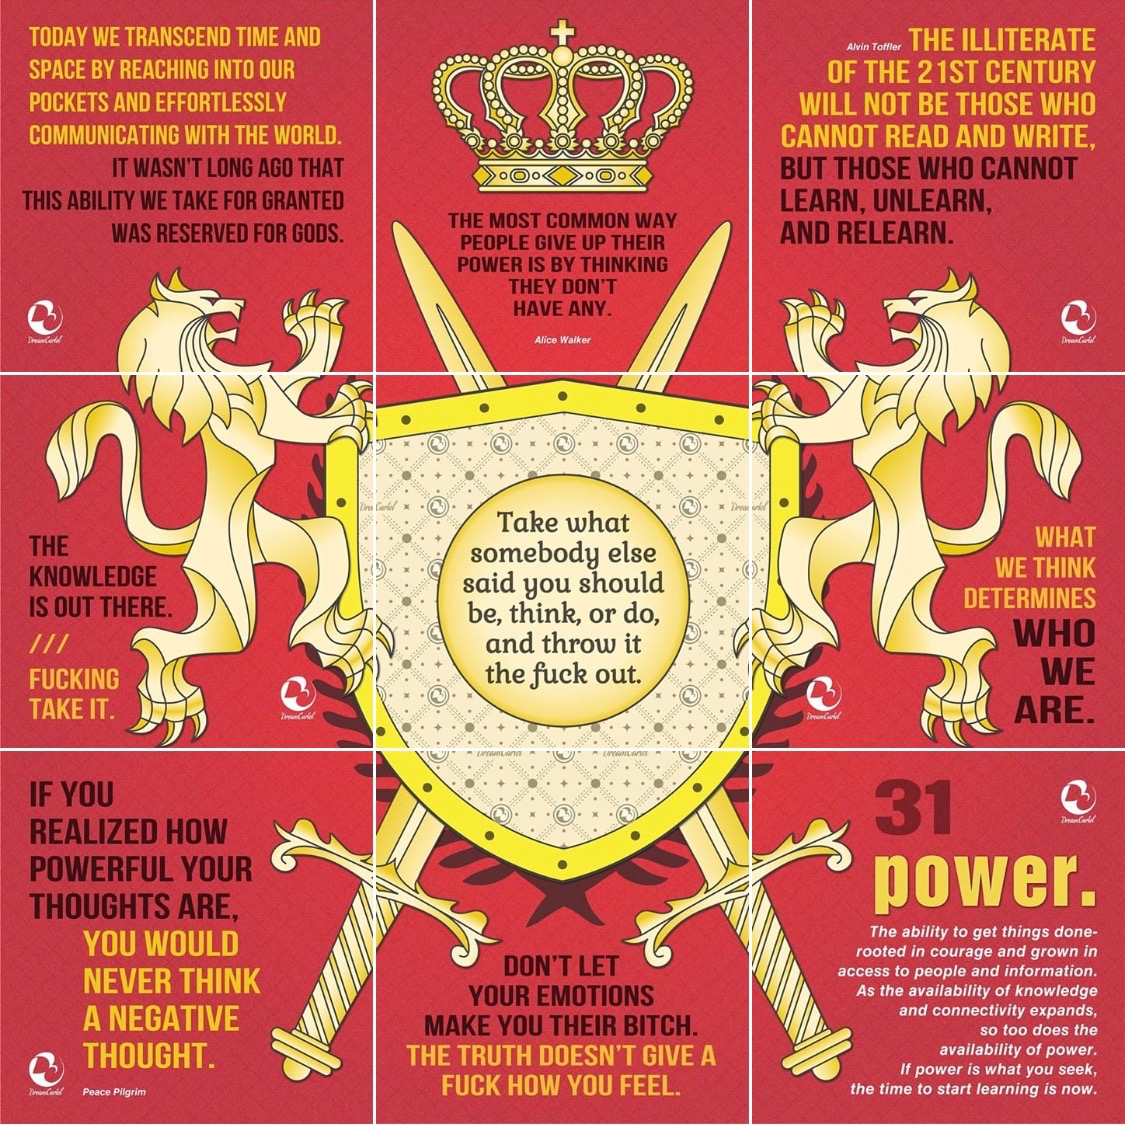 TODAY WE TRANSCEND TIME AND
SPACE BY REACHING INTO OUR
POCKETS AND EFFORTLESSLY
COMMUNICATING WITH THE WORLD.
IT WASN'T LONG AGO THAT
THIS ABILITY WE TAKE FOR GRANTED
WAS RESERVED FOR GODS.
DreamCartel
THE MOST COMMON WAY
PEOPLE GIVE UP THEIR
POWER IS BY THINKING
THEY DON'T
HAVE ANY.
Alice Walker
Alvin Toffler THE ILLITERATE
OF THE 21ST CENTURY
WILL NOT BE THOSE WHO
CANNOT READ AND WRITE,
BUT THOSE WHO CANNOT
LEARN, UNLEARN,
AND RELEARN.
DreamCartel
THE
KNOWLEDGE
IS OUT THERE.
///
FUCKING
TAKE IT.
DreamCartel
Take what
somebody else
said you should
be, think, or do,
and throw it
the fuck out.
DreamCartel
WHAT
WE THINK
DETERMINES
WHO
WE
ARE.
DreamCartel
IF YOU
REALIZED HOW
POWERFUL YOUR
THOUGHTS ARE,
YOU WOULD
NEVER THINK
A NEGATIVE
THOUGHT.
DreamCartel
Peace Pilgrim
DON'T LET
YOUR EMOTIONS
MAKE YOU THEIR BITCH.
THE TRUTH DOESN'T GIVE A
FUCK HOW YOU FEEL.
31
DreamCartel
power.
The ability to get things done-
rooted in courage and grown in
access to people and information.
As the availability of knowledge
and connectivity expands,
so too does the
availability of power.
If power is what you seek,
the time to start learning is now.